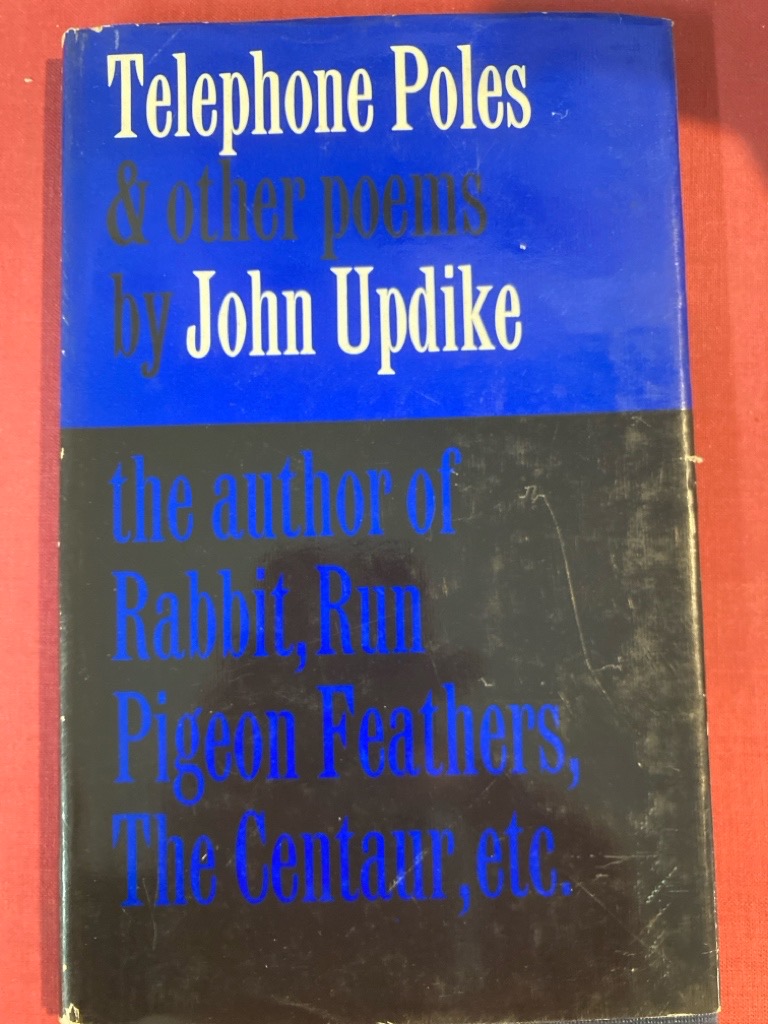 Telephone Poles
& other poems
by John Updike
the author of
Rabbit, Run
Pigeon Feathers,
The Centaur, etc.